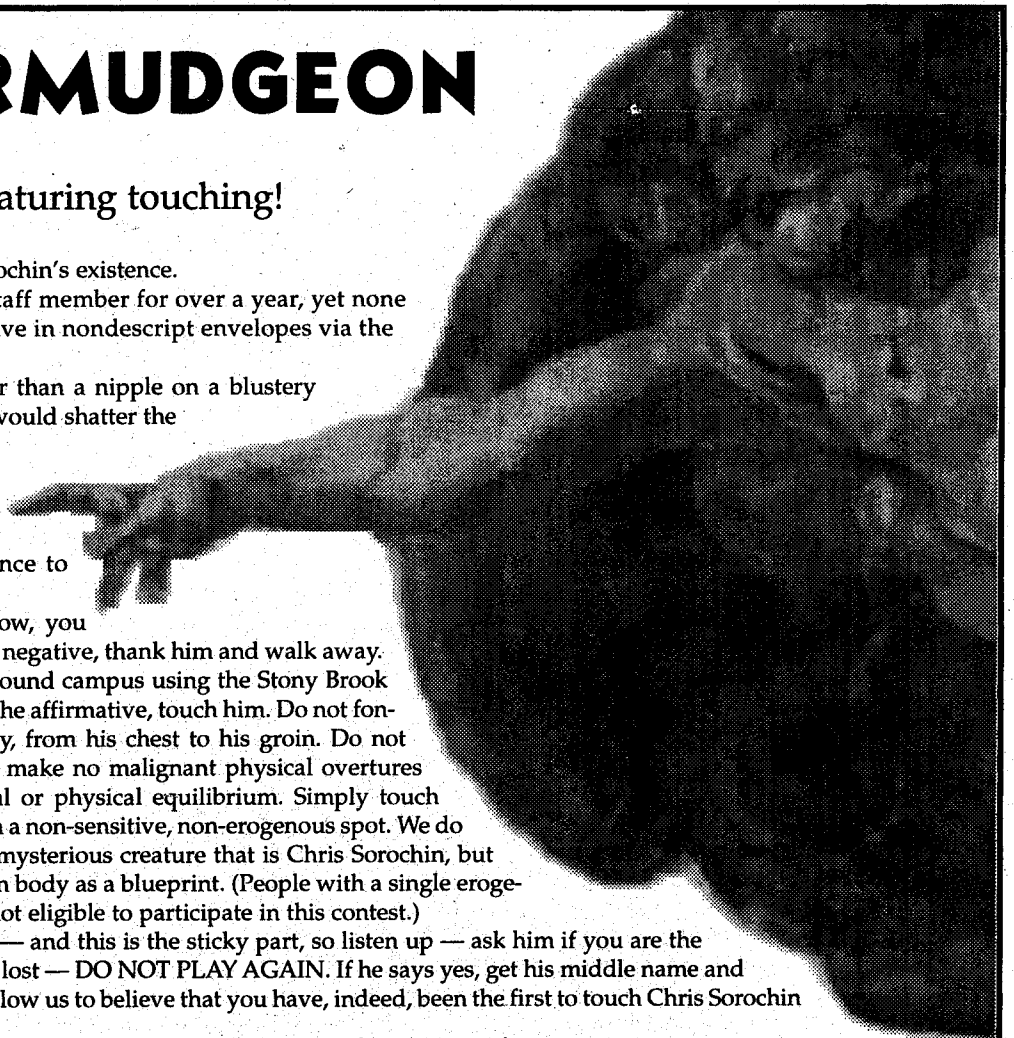 RMUDGEON
aturing touching!
ochin's existence.
taff member for over a year, yet none
ve in nondescript envelopes via the
r than a nipple on a blustery
would shatter the
nce to
ow, you
negative, thank him and walk away.
ound campus using the Stony Brook
he affirmative, touch him. Do not fon-
y, from his chest to his groin. Do not
make no malignant physical overtures
al or physical equilibrium. Simply touch
n a non-sensitive, non-erogenous spot. We do
mysterious creature that is Chris Sorochin, but
n body as a blueprint. (People with a single eroge-
ot eligible to participate in this contest.)
— and this is the sticky part, so listen up — ask him if you are the
lost — DO NOT PLAY AGAIN. If he says yes, get his middle name and
low us to believe that you have, indeed, been the first to touch Chris Sorochin